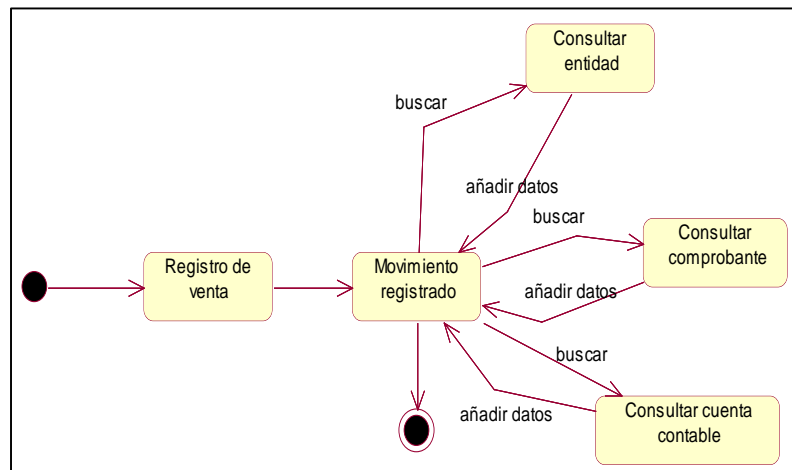 Consultar
entidad
buscar
añadir datos
buscar
Consultar
comprobante
Registro de
venta
Movimiento
registrado
añadir datos
buscar
añadir datos
Consultar cuenta
contable